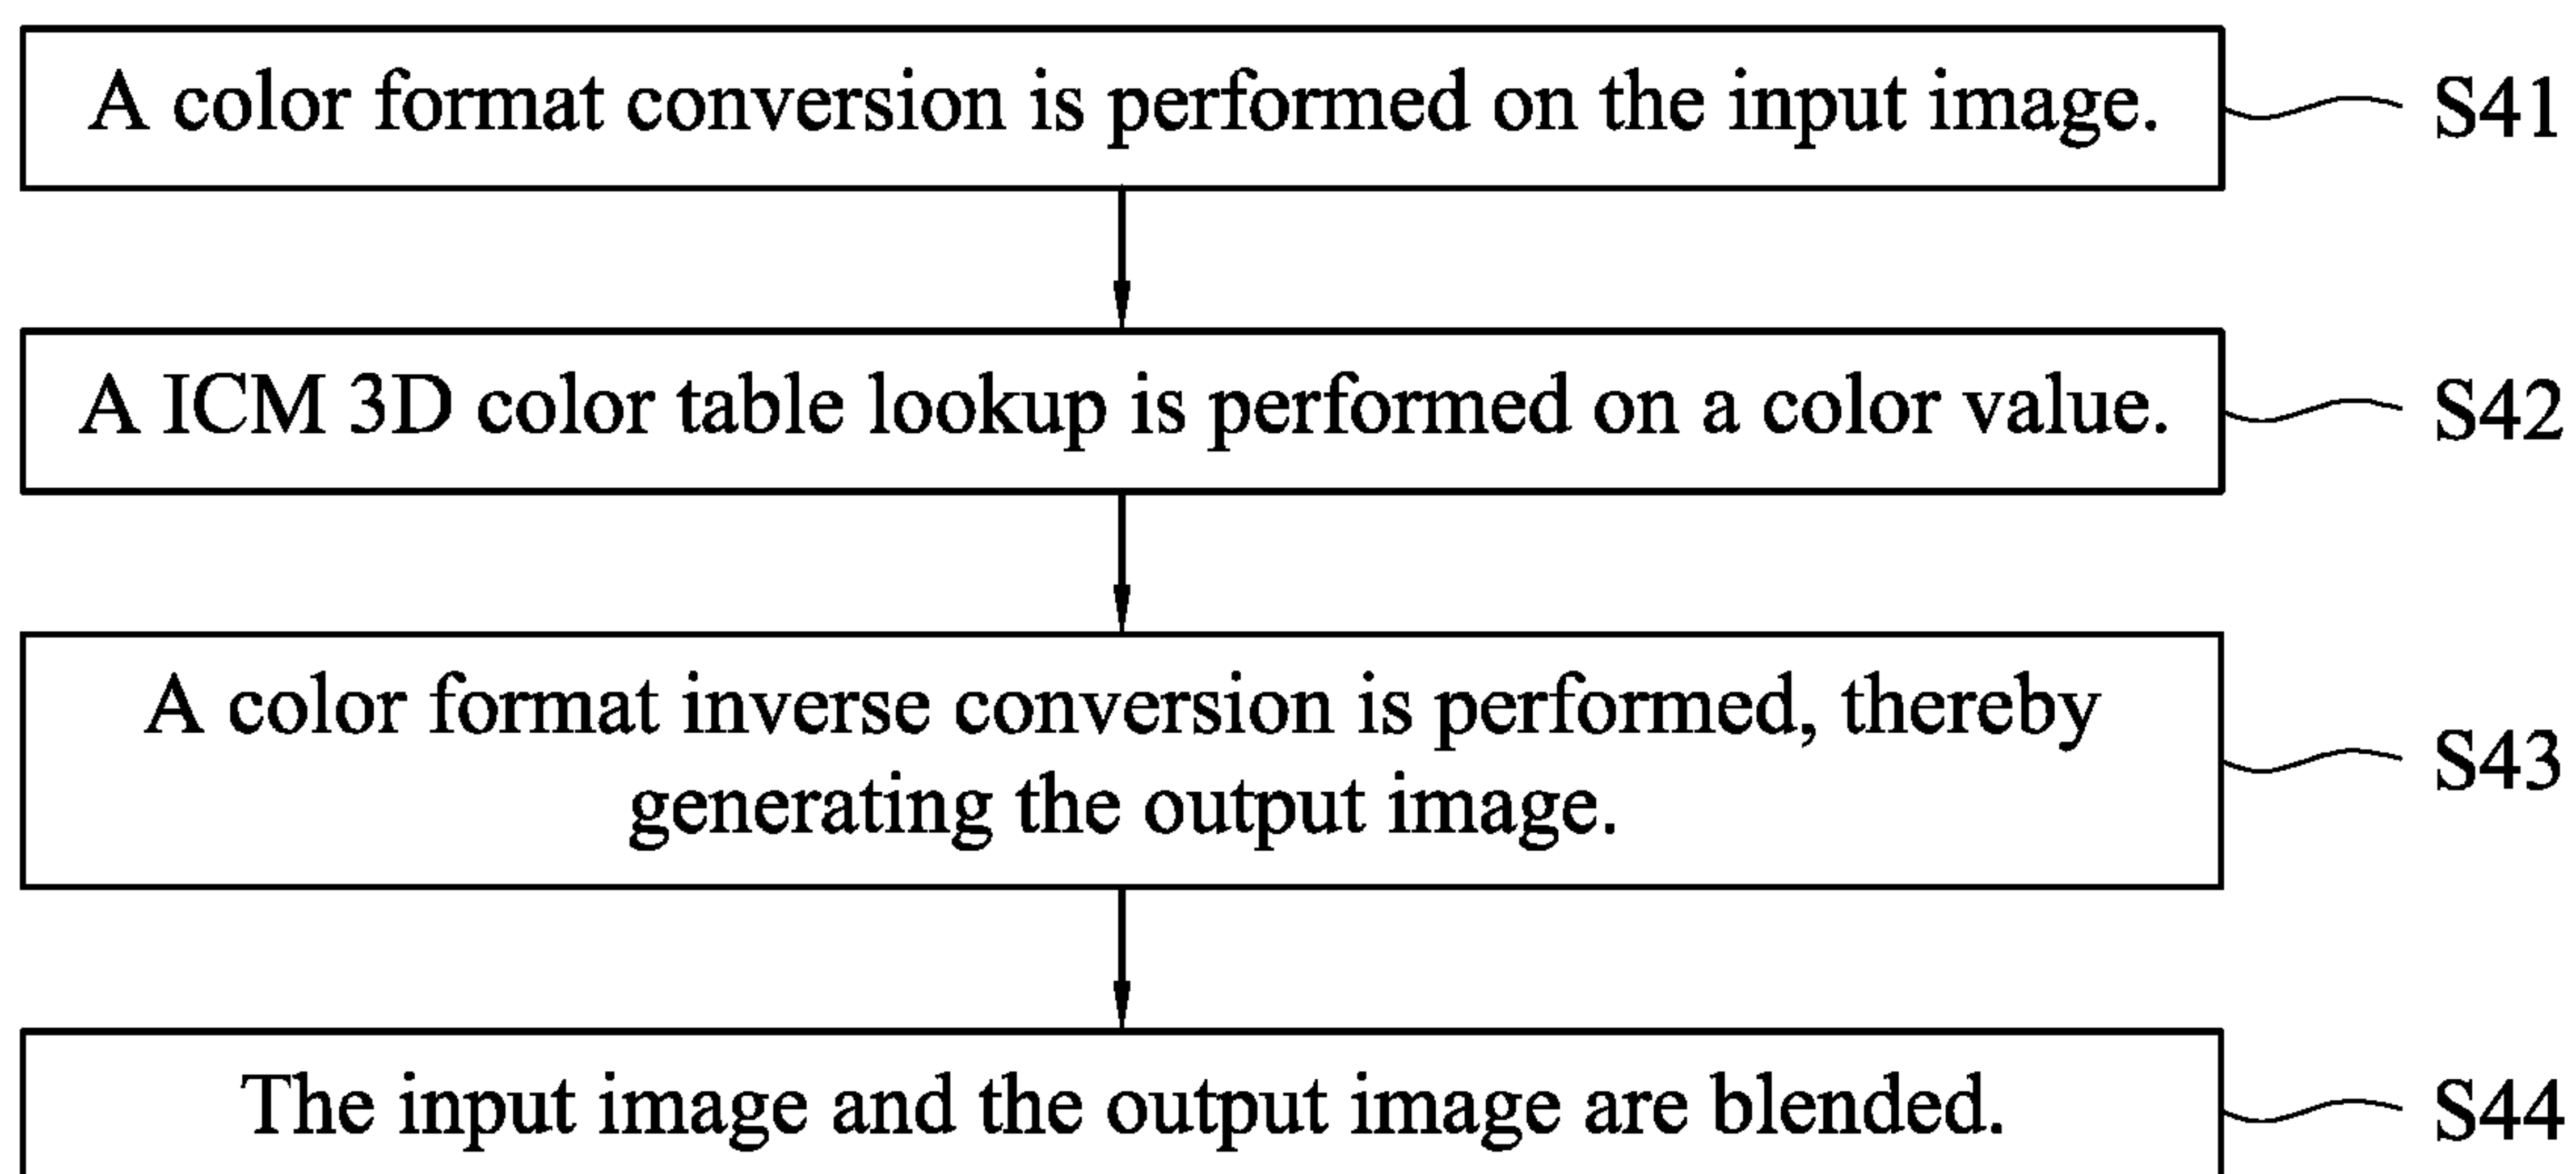 A color format conversion is performed on the input image.
S41
A ICM 3D color table lookup is performed on a color value.
S42
A color format inverse conversion is performed, thereby
generating the output image.
S43
The input image and the output image are blended.
S44